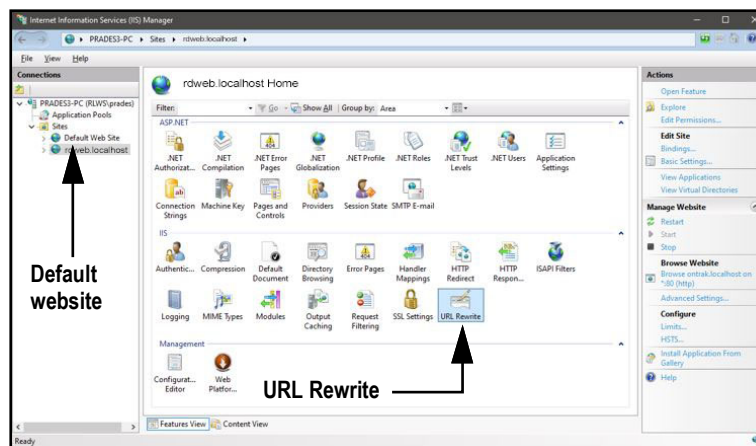 Internet Information Services (IIS) Manager
PRADES3-PC Sites rdweb.localhost
File View Help
Connections
PRADES3-PC (RLWS\prades)
Application Pools
Sites
Default Web Site
rdweb.localhost
Default
website
rdweb.localhost Home
Filter: Go Show All Group by: Area
ASP.NET
.NET .NET .NET Error .NET .NET Profile .NET Roles .NET Trust .NET Users Application
Authorizat... Compilation Pages Globalization Levels Settings
Connection Machine Key Pages and Providers Session State SMTP E-mail
Strings Controls
IIS
Authentic... Compression Default Directory Error Pages Handler HTTP HTTP ISAPI Filters
Document Browsing Mappings Redirect Respon...
Logging MIME Types Modules Output Request SSL Settings URL Rewrite
Caching Filtering
Management
Configurat... Web
Editor Platfor...
URL Rewrite
Features View Content View
Actions
Open Feature
Explore
Edit Permissions...
Edit Site
Bindings...
Basic Settings...
View Applications
View Virtual Directories
Manage Website
Restart
Start
Stop
Browse Website
Browse ontrak.localhost on
*:80 (http)
Advanced Settings...
Configure
Limits...
HSTS...
Install Application From
Gallery
Help
Ready